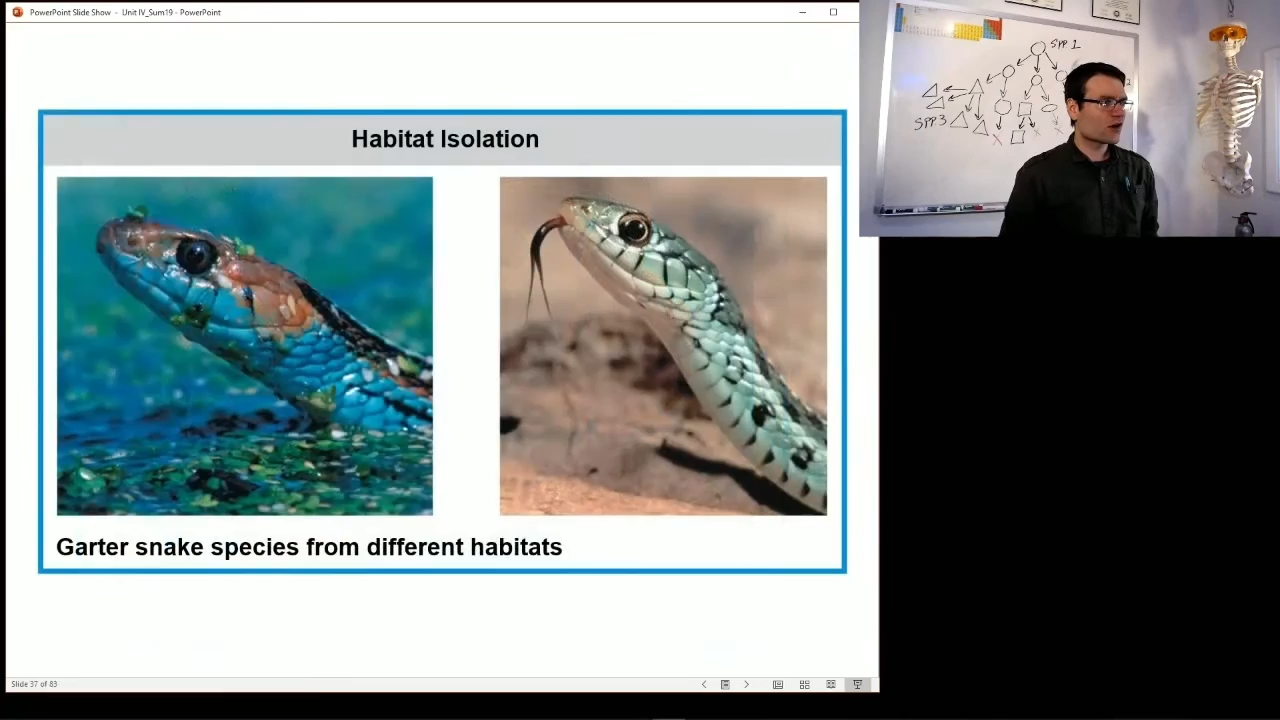 PowerPoint Slide Show - Unit IV_Sum19 - PowerPoint
Habitat Isolation
Garter snake species from different habitats
Slide 37 of 83
SPP 1
SPP 3